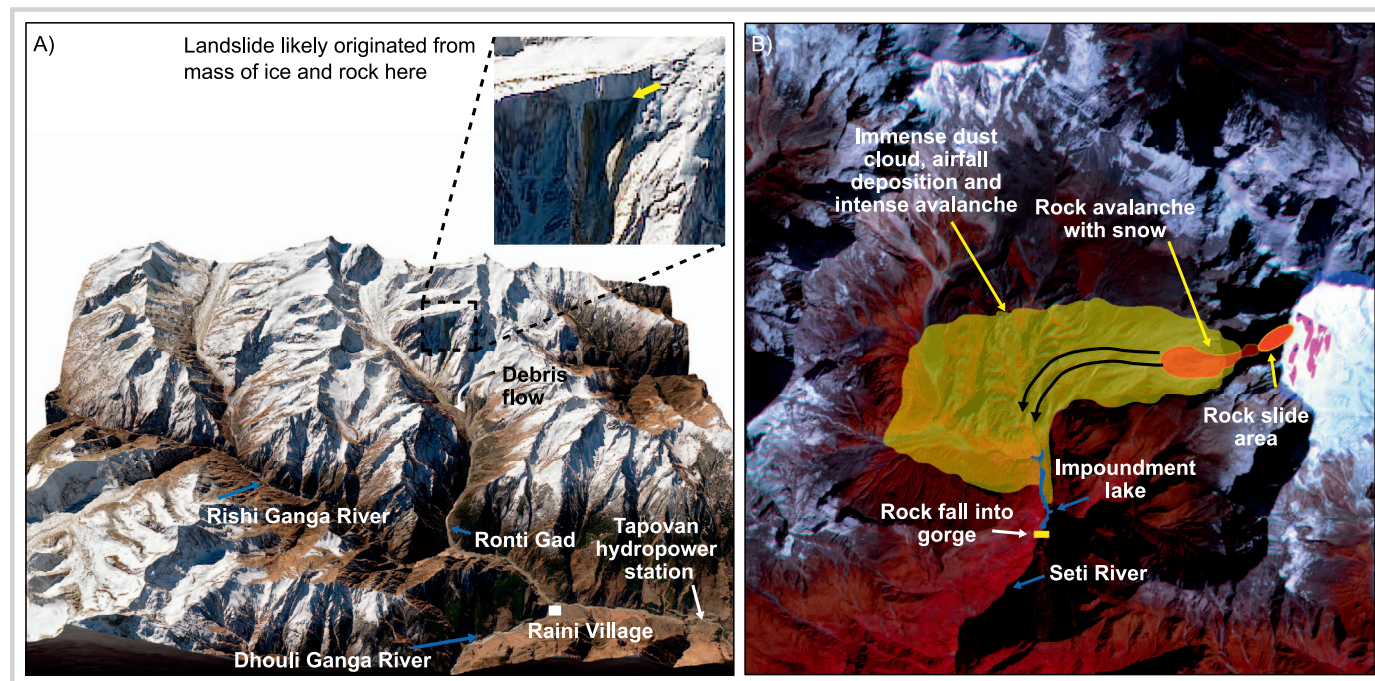 A)
Landslide likely originated from
mass of ice and rock here
Debris
flow
Rishi Ganga River
Ronti Gad
Tapovan
hydropower
station
Raini Village
Dhouli Ganga River
B)
Immense dust
cloud, airfall
deposition and
intense avalanche
Rock avalanche
with snow
Rock slide
area
Impoundment
lake
Rock fall into
gorge
Seti River